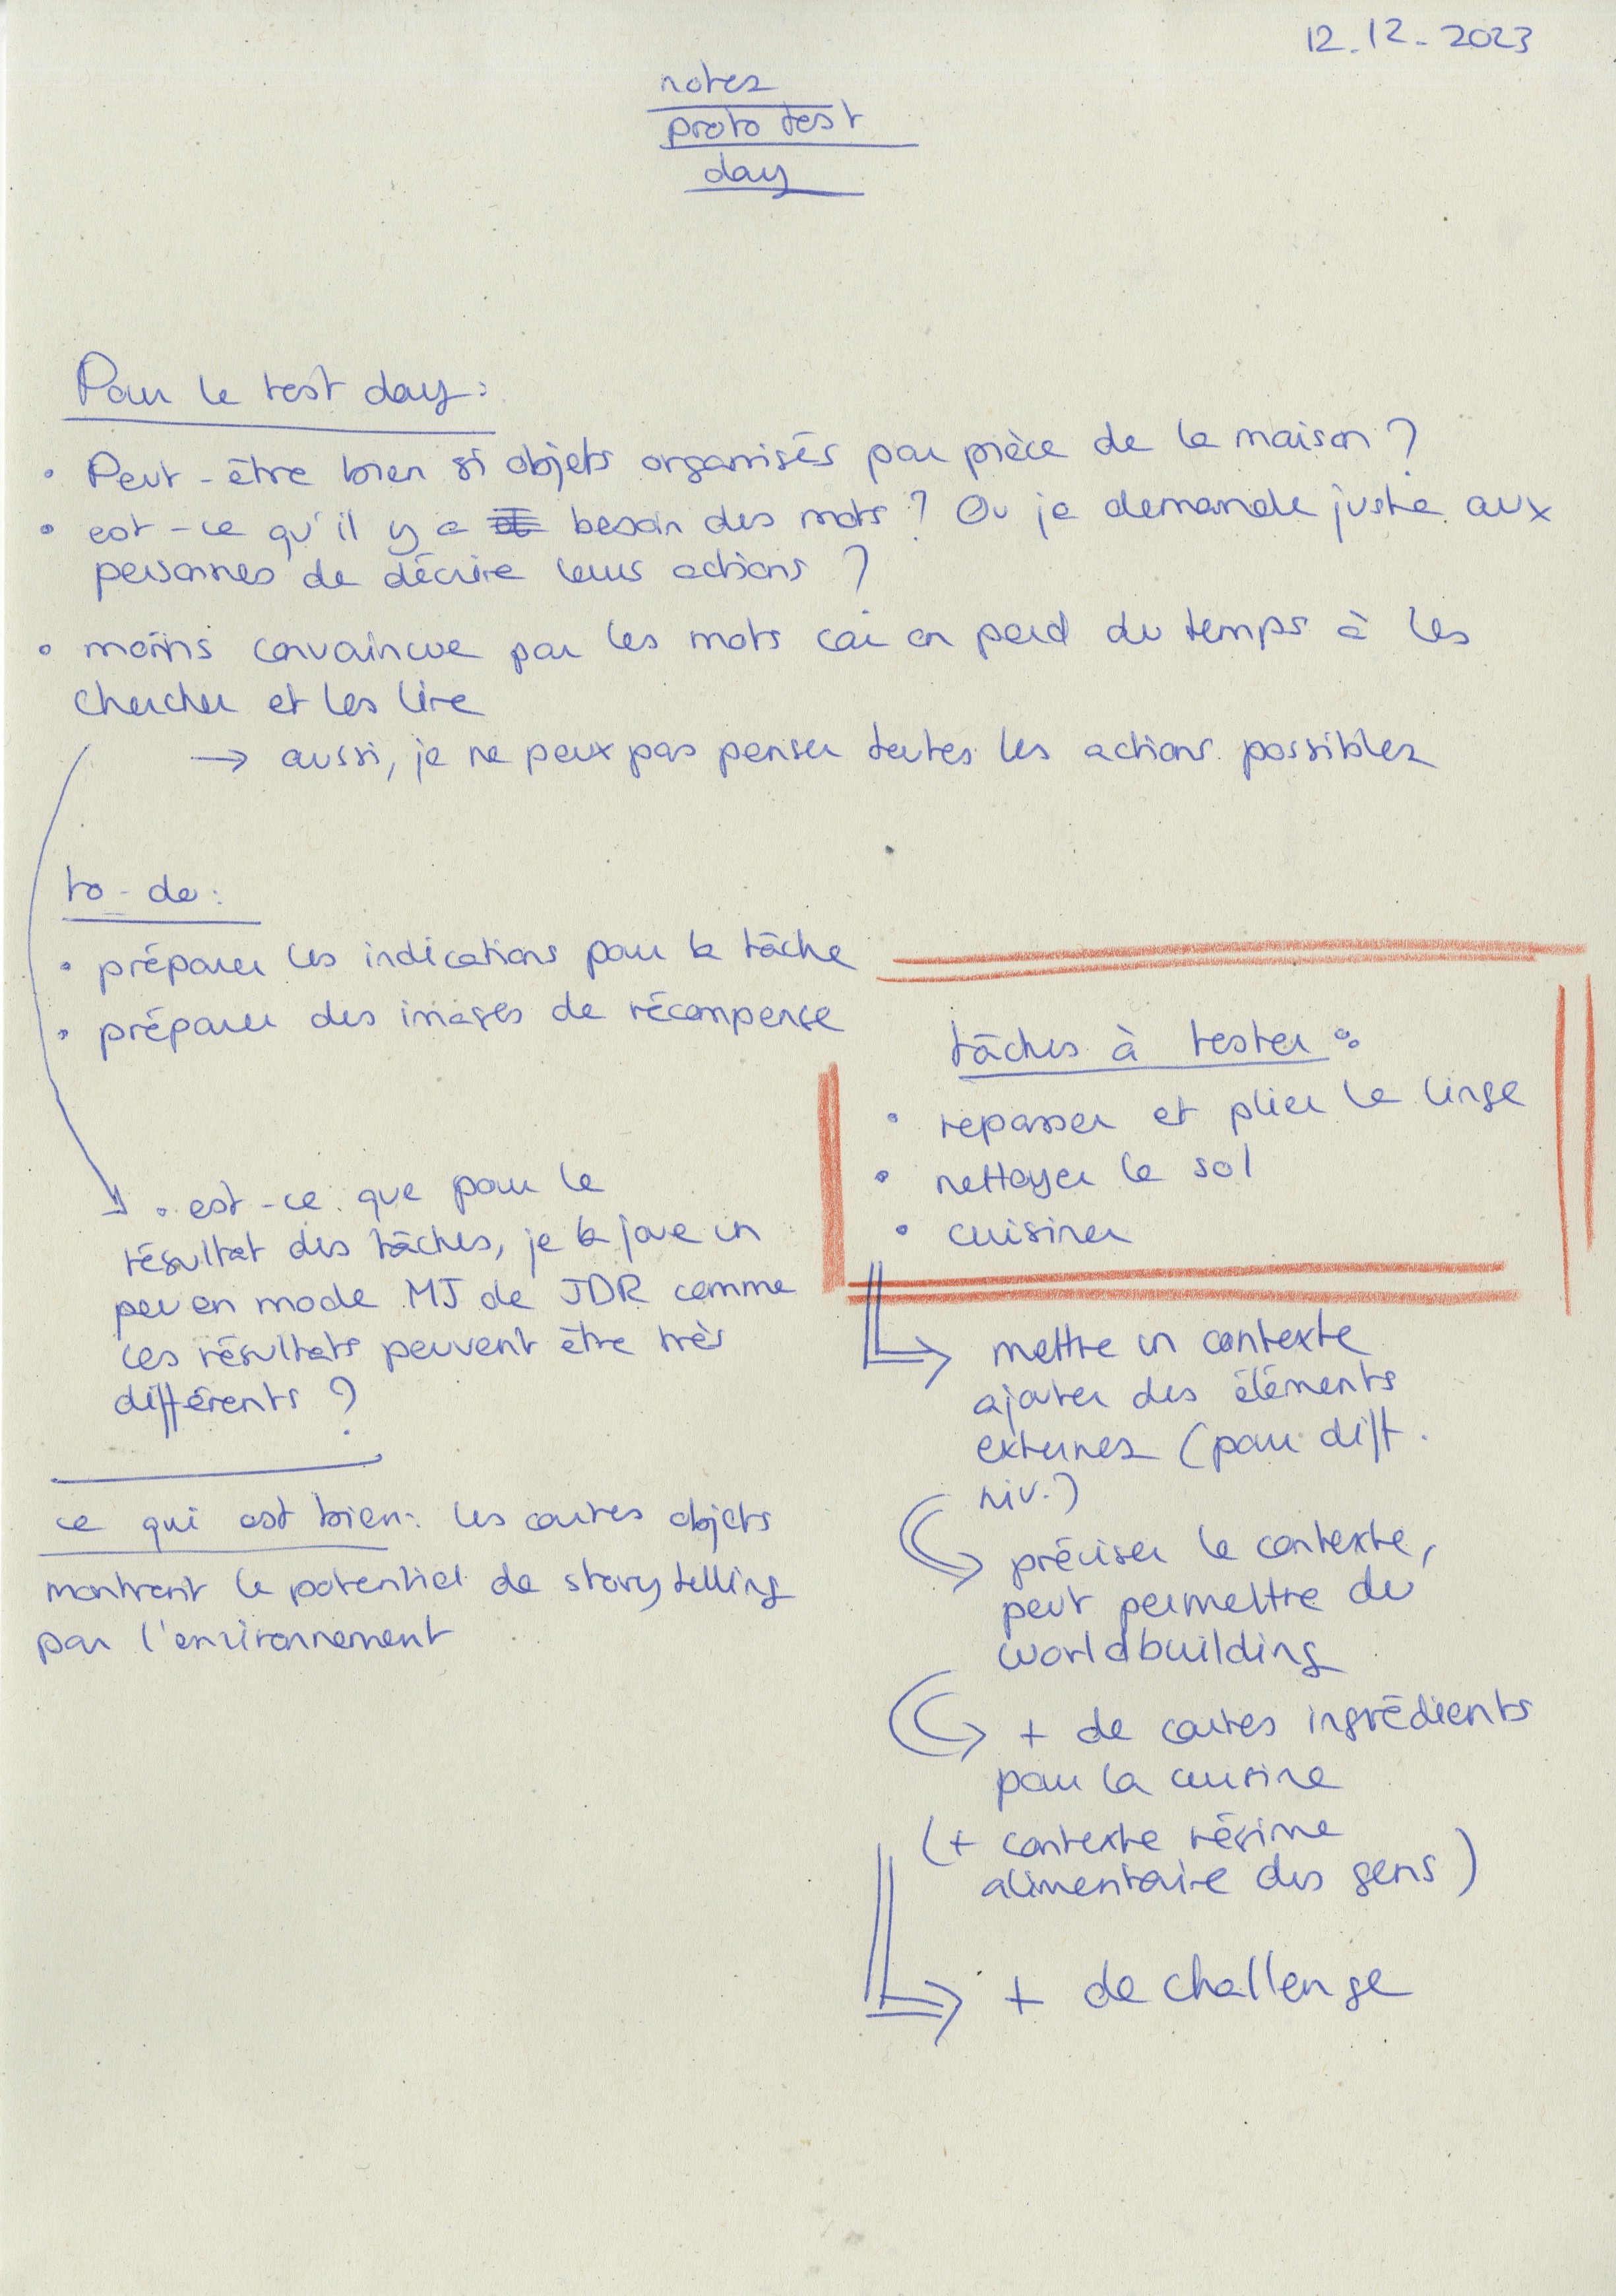 12.12.2023
notes
proto test
day
Pour le test day :
• Peut-être bien si objets organisés par pièce de la maison ?
• est-ce qu'il y a besoin des mots ? Ou je demande juste aux
personnes de décrire leurs actions ?
• moins convaincue par les mots car on perd du temps à les
chercher et les lire
→ aussi, je ne peux pas penser toutes les actions possibles
to-do :
• préparer les indications pour la tâche
• préparer des images de récompense
• est-ce que pour le
résultat des tâches, je la joue un
peu en mode MJ de JDR comme
les résultats peuvent être très
différents ?
ce qui est bien : les cartes objets
montrent le potentiel de storytelling
par l'environnement
tâches à tester :
• repasser et plier le linge
• nettoyer le sol
• cuisiner
mettre un contexte
ajouter des éléments
externes (pour diff.
niv.)
préciser le contexte,
peut permettre du
worldbuilding
+ de cartes ingrédients
pour la cuisine
(+ contexte régime
alimentaire des gens)
+ de challenge